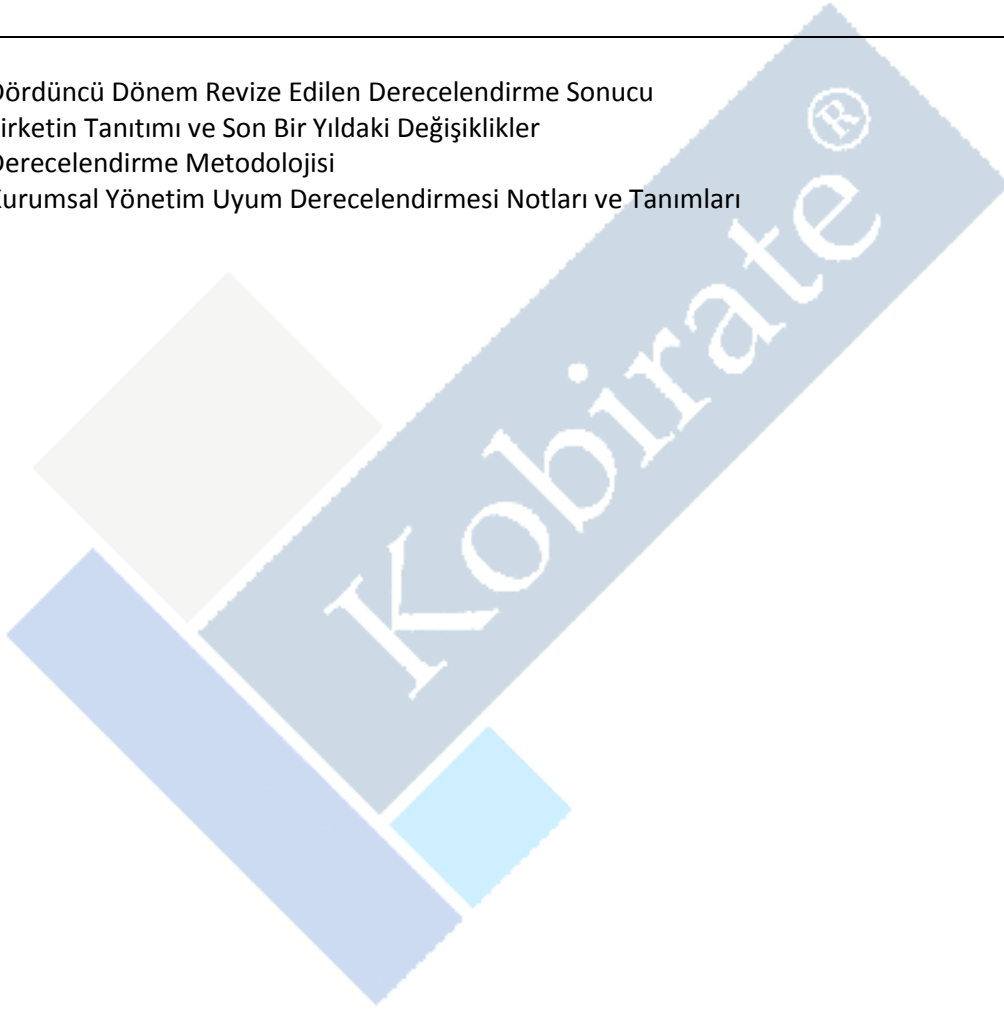 Dördüncü Dönem Revize Edilen Derecelendirme Sonucu
irketin Tanıtımı ve Son Bir Yıldaki Değişiklikler
Derecelendirme Metodolojisi
Kurumsal Yönetim Uyum Derecelendirmesi Notları ve Tanımları
Kobirate ®